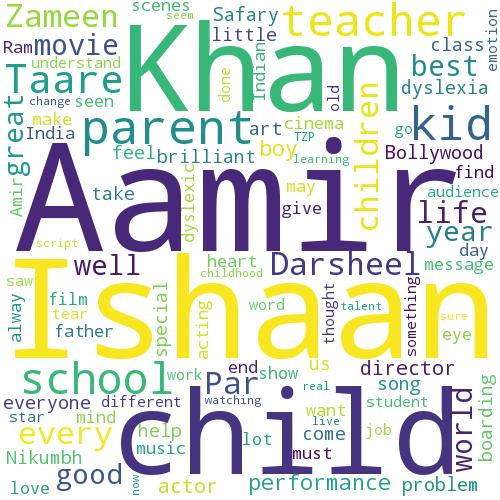 scenes seem Safary teacher class emotion
Zameen Khan little
Ram movie Indian done old best
understand dyslexia
Taare change seen parent children kid
great make cinema go TZP
India art boy learning Bollywood
feel brilliant find
Amir take dyslexic may give audience
Aamir life
year
day
script well heart Darsheel message
saw childhood
Ishaan
film special acting word thought talent something eye sure
alway tear father
school work end show us director
Par real song
everyone different watching want student boarding
star mind help lot live come job world
every music must
Nikumbh child
good actor now performance problem
love